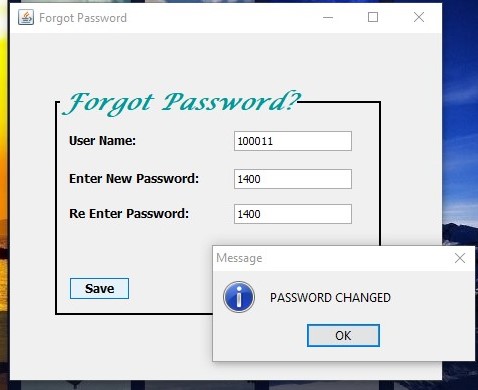 Forgot Password
Forgot Password?
User Name: 100011
Enter New Password: 1400
Re Enter Password: 1400
Save
Message
PASSWORD CHANGED
OK